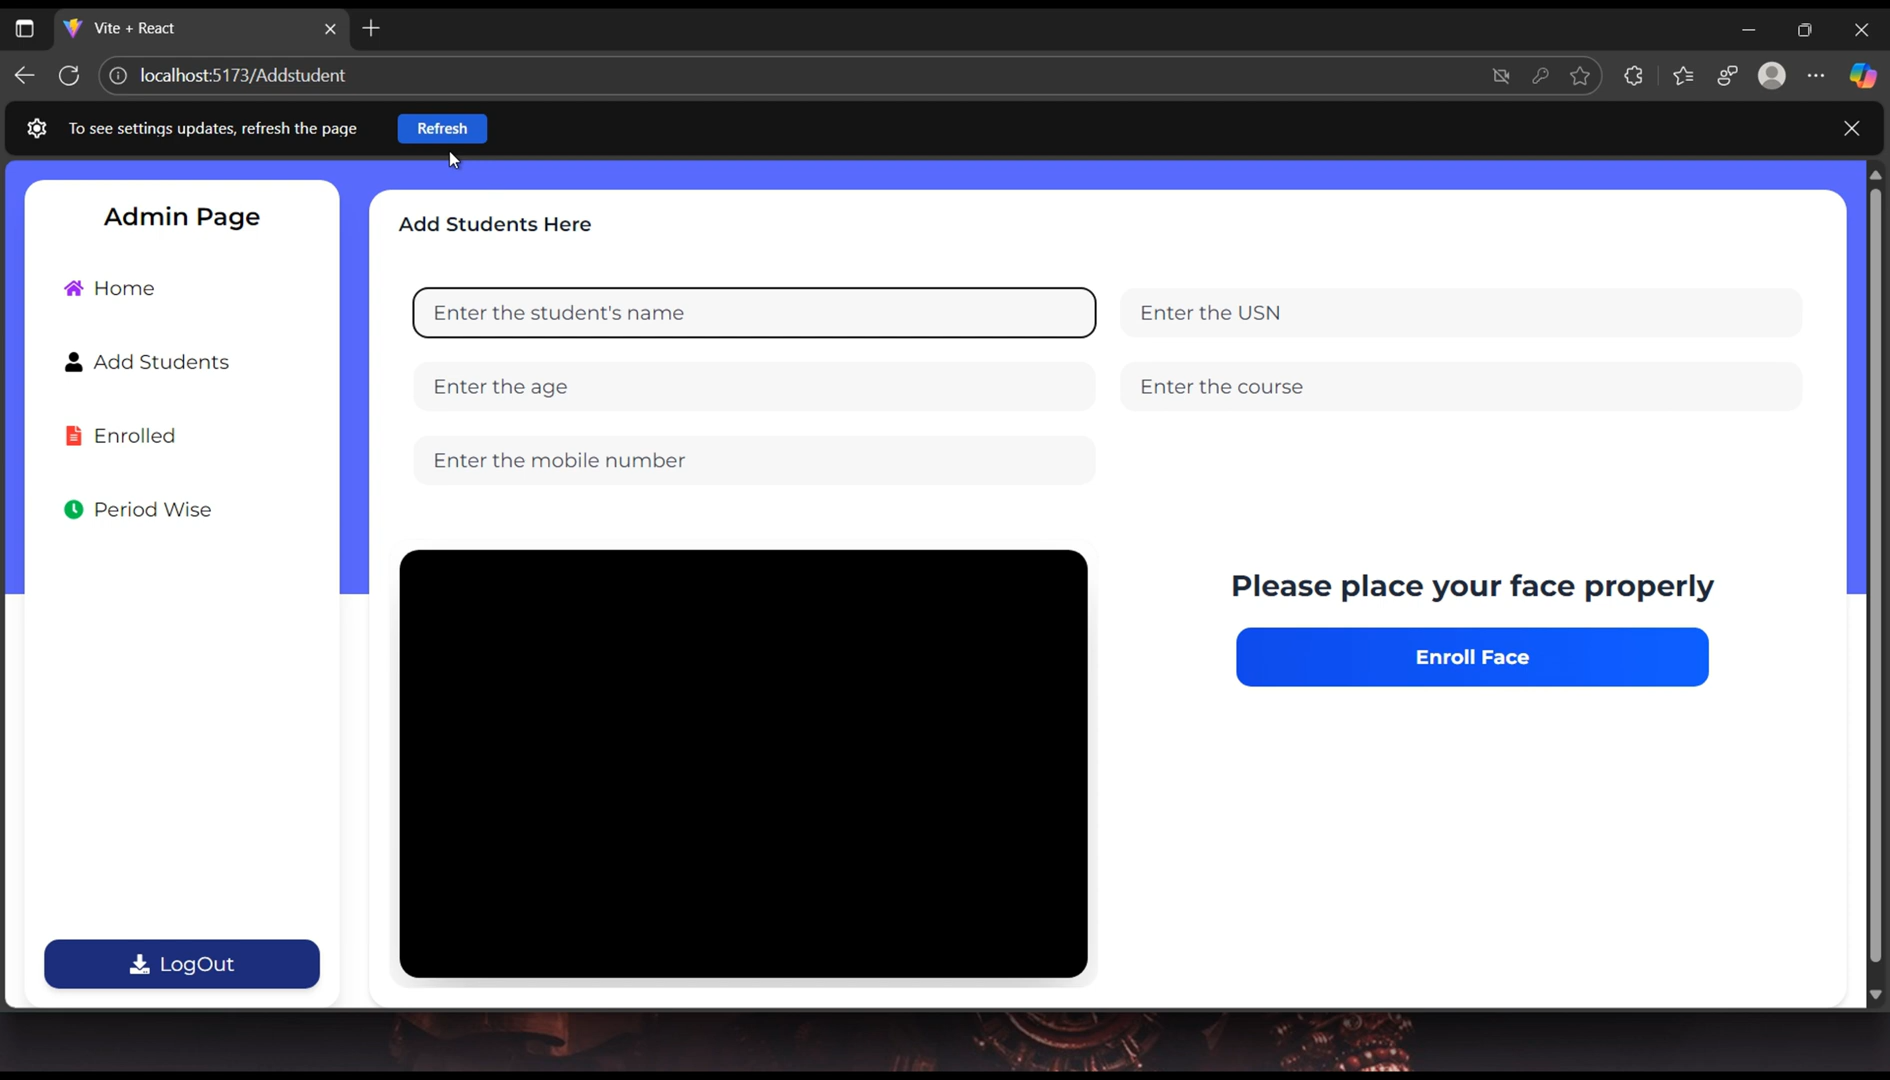 Vite + React
localhost:5173/Addstudent
To see settings updates, refresh the page
Refresh
Admin Page
Home
Add Students
Enrolled
Period Wise
LogOut
Add Students Here
Enter the student's name
Enter the USN
Enter the age
Enter the course
Enter the mobile number
Please place your face properly
Enroll Face